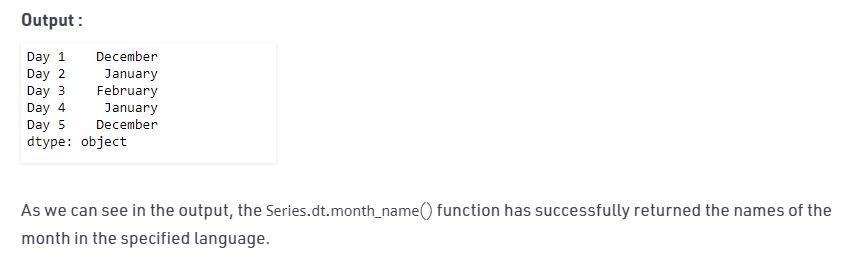 Output :
Day 1    December
Day 2     January
Day 3    February
Day 4     January
Day 5    December
dtype: object
As we can see in the output, the Series.dt.month_name() function has successfully returned the names of the
month in the specified language.